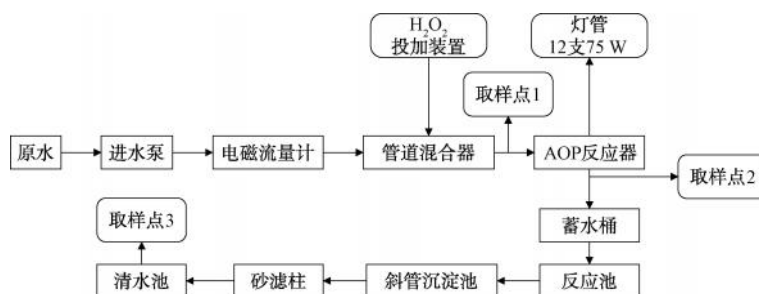 H₂O₂
投加装置
灯管
12支75 W
取样点1
原水
进水泵
电磁流量计
管道混合器
AOP反应器
取样点2
取样点3
蓄水桶
清水池
砂滤柱
斜管沉淀池
反应池